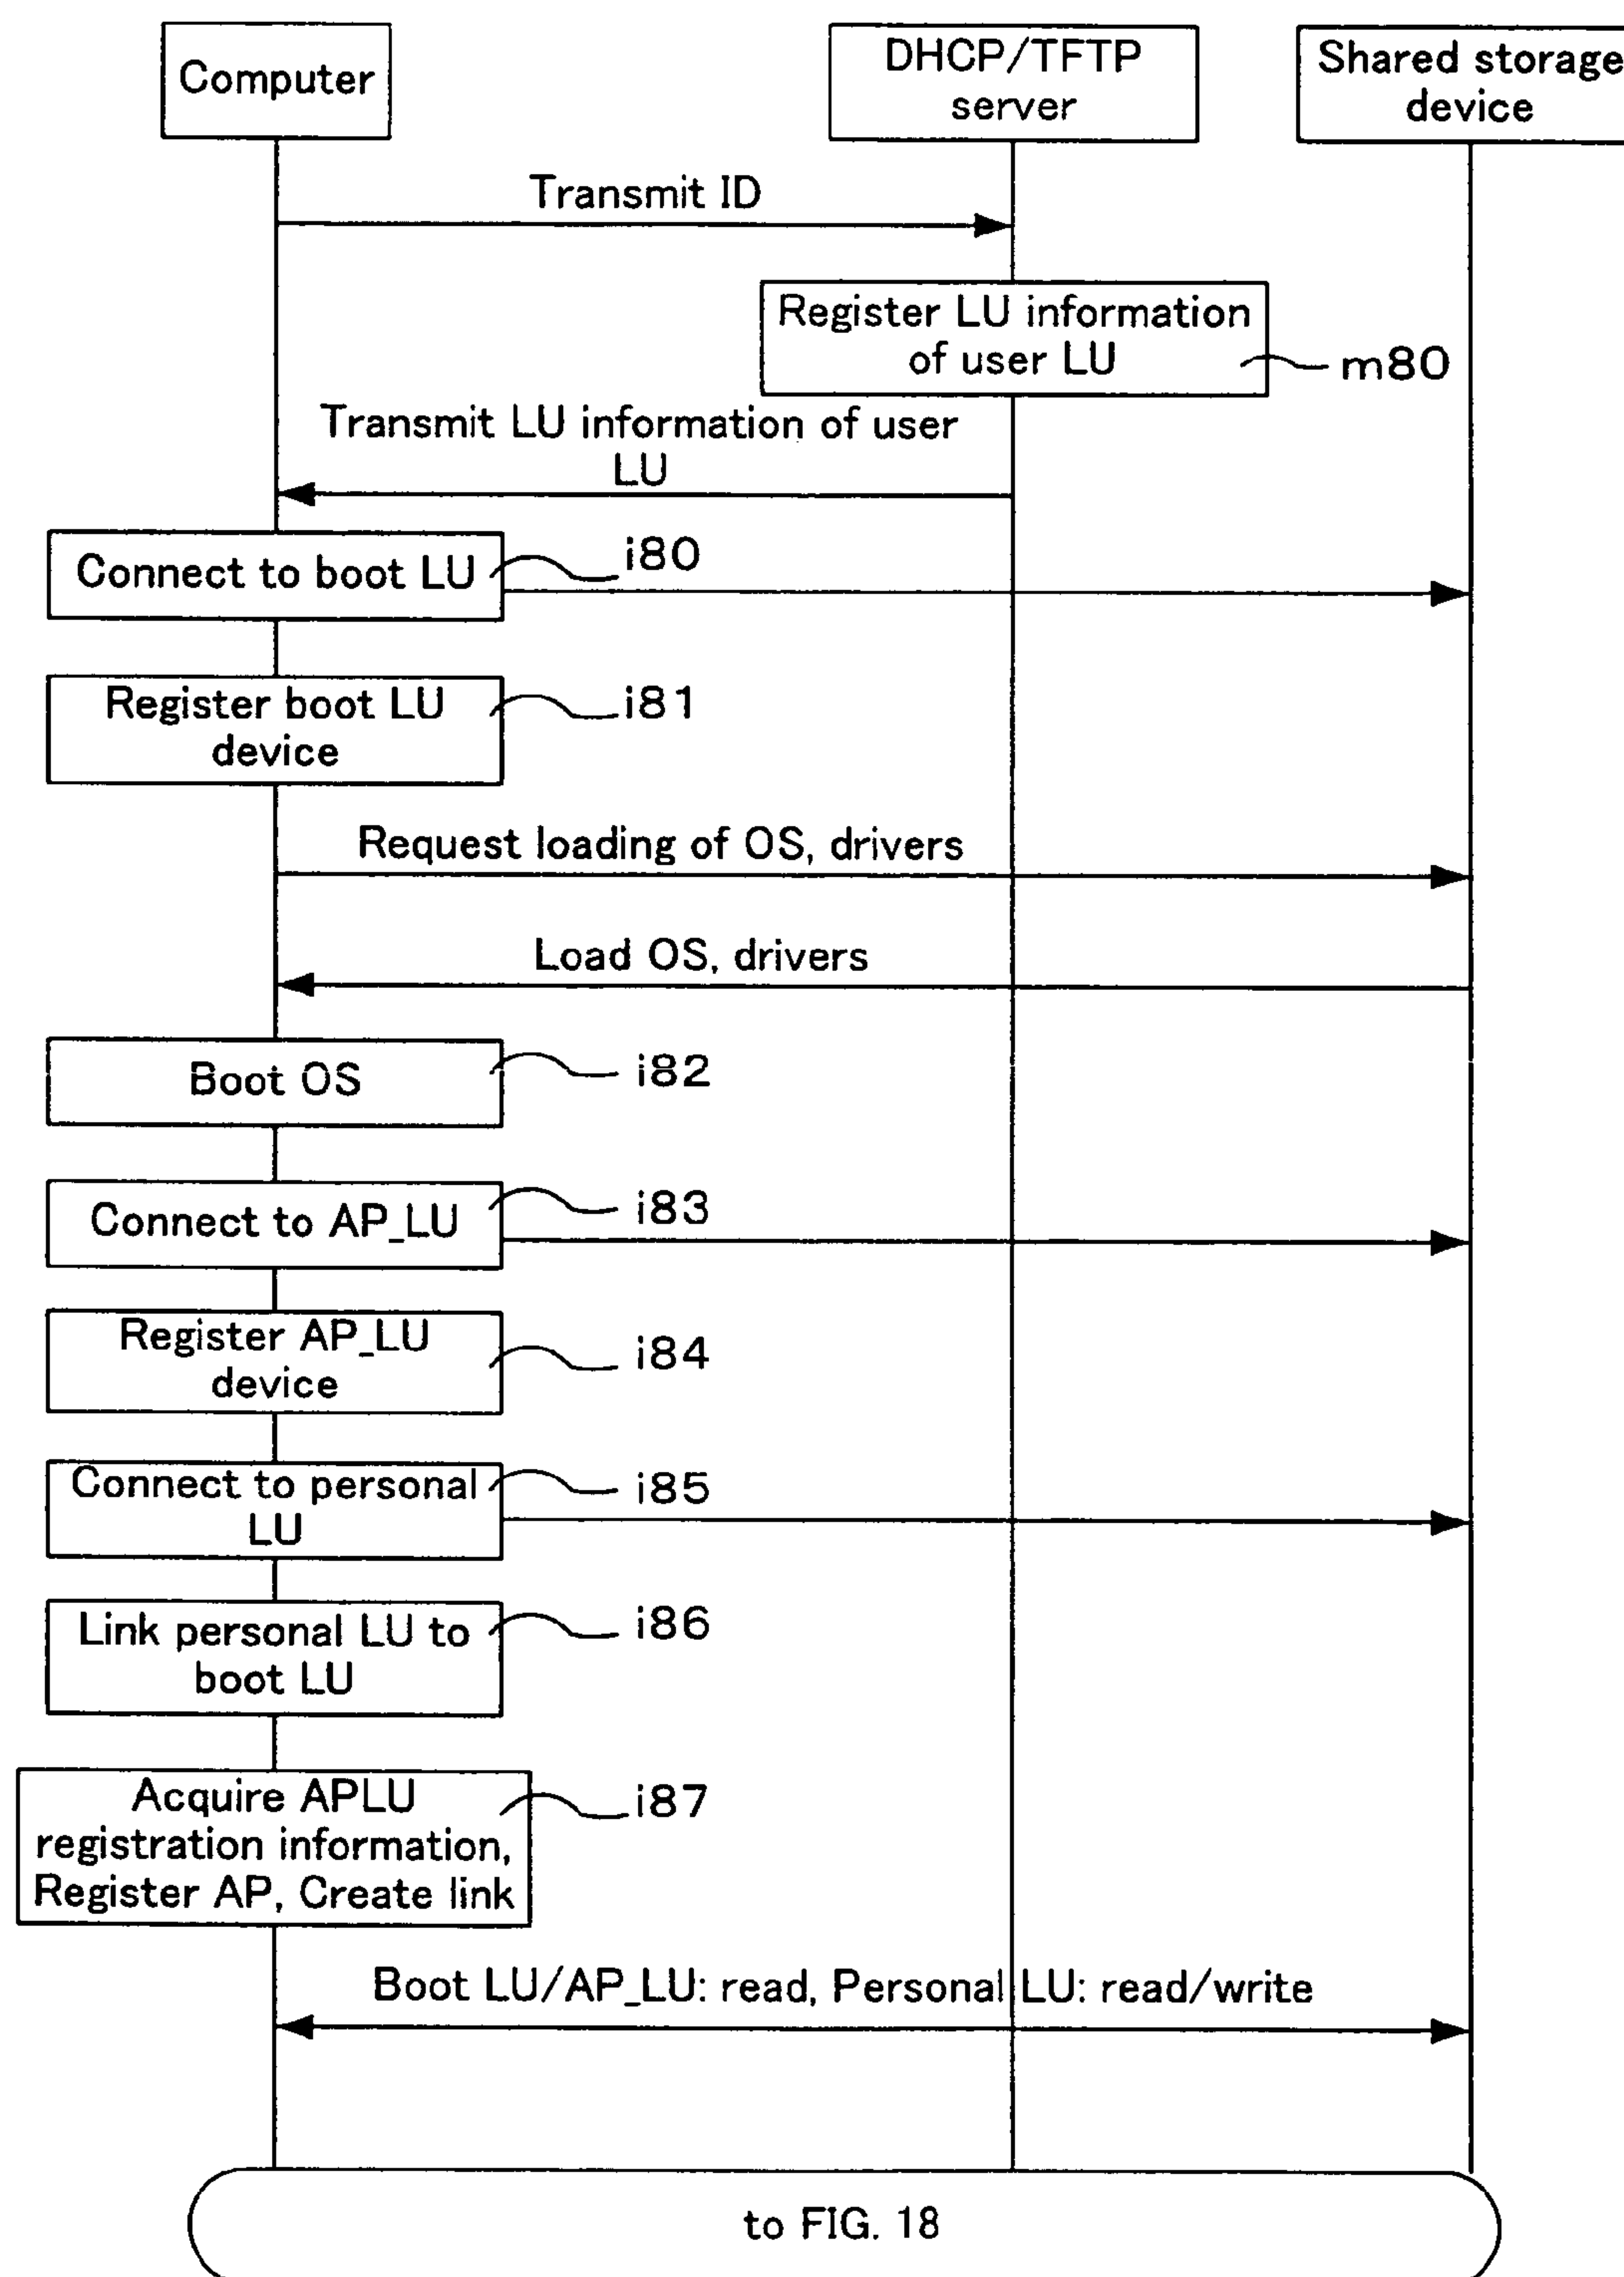 Computer
DHCP/TFTP
server
Shared storage
device
Transmit ID
Register LU information
of user LU
m80
Transmit LU information of user
LU
Connect to boot LU
i80
Register boot LU
device
i81
Request loading of OS, drivers
Load OS, drivers
Boot OS
i82
Connect to AP_LU
i83
Register AP_LU
device
i84
Connect to personal
LU
i85
Link personal LU to
boot LU
i86
Acquire APLU
registration information,
Register AP, Create link
i87
Boot LU/AP_LU: read, Personal LU: read/write
to FIG. 18